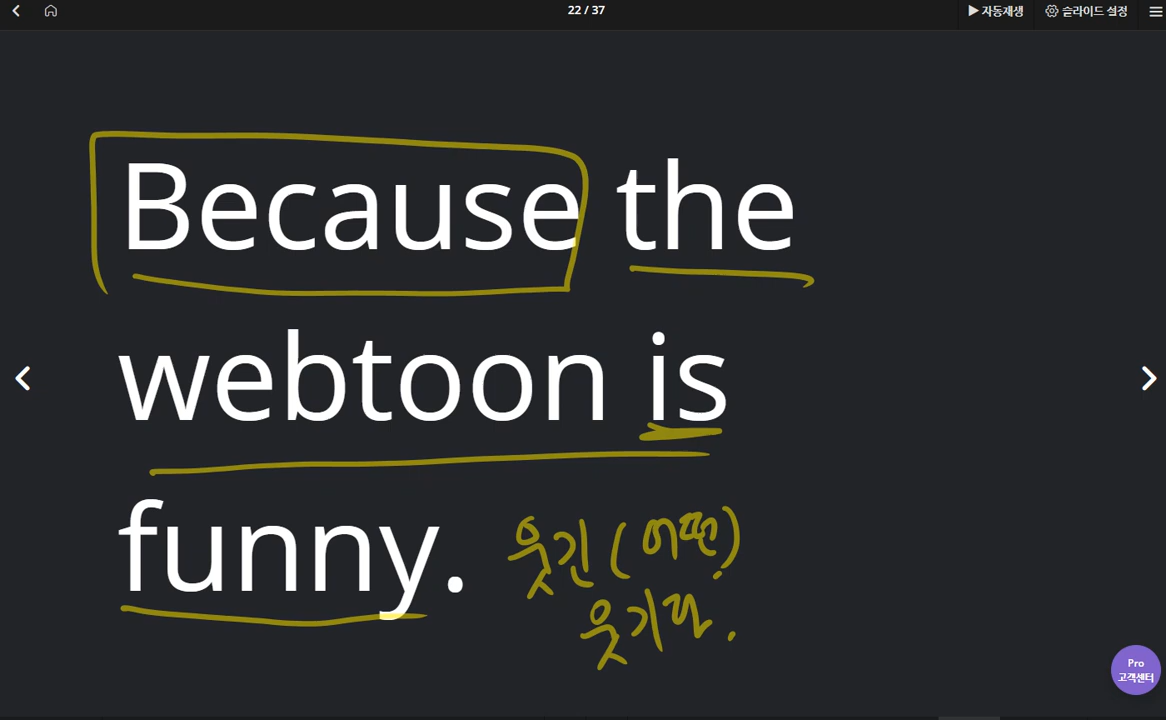 22 / 37
자동재생
슬라이드 설정
Because the
webtoon is
funny.
웃긴 (어떤)
웃기다.
Pro
고객센터